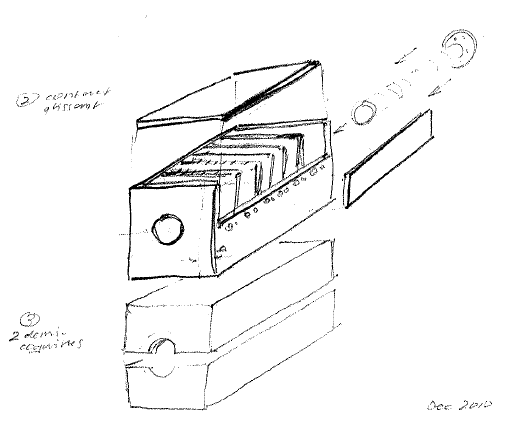 ② contact
glissant
③
2 demi-
coquilles
Dec 2010